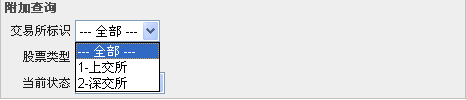 附加查询
交易所标识 --- 全部 ---
--- 全部 ---
股票类型 1-上交所
当前状态 2-深交所